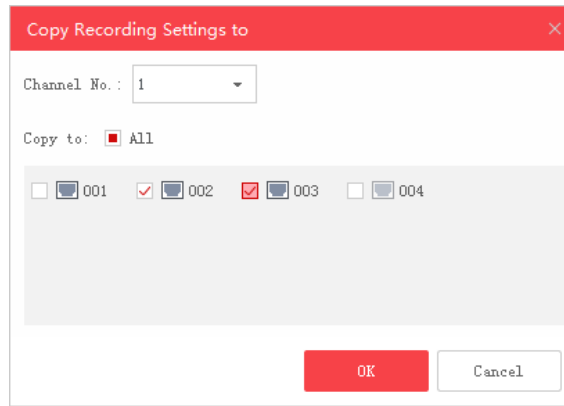 Copy Recording Settings to
Channel No.: 1
Copy to: All
001 002 003 004
OK Cancel